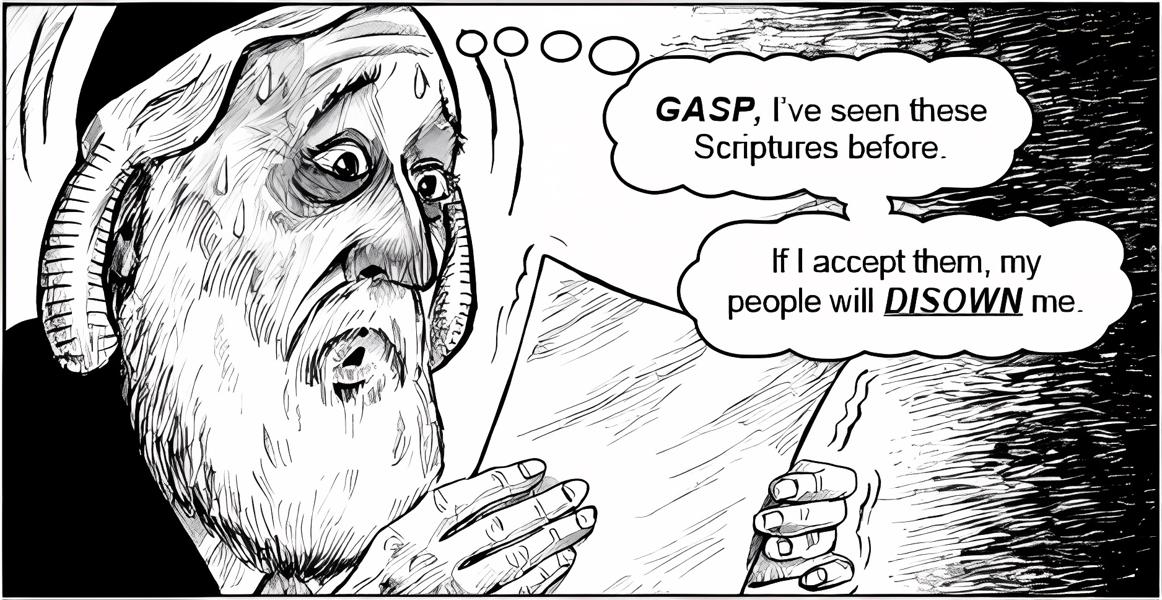 GASP, I've seen these
Scriptures before.
If I accept them, my
people will DISOWN me.